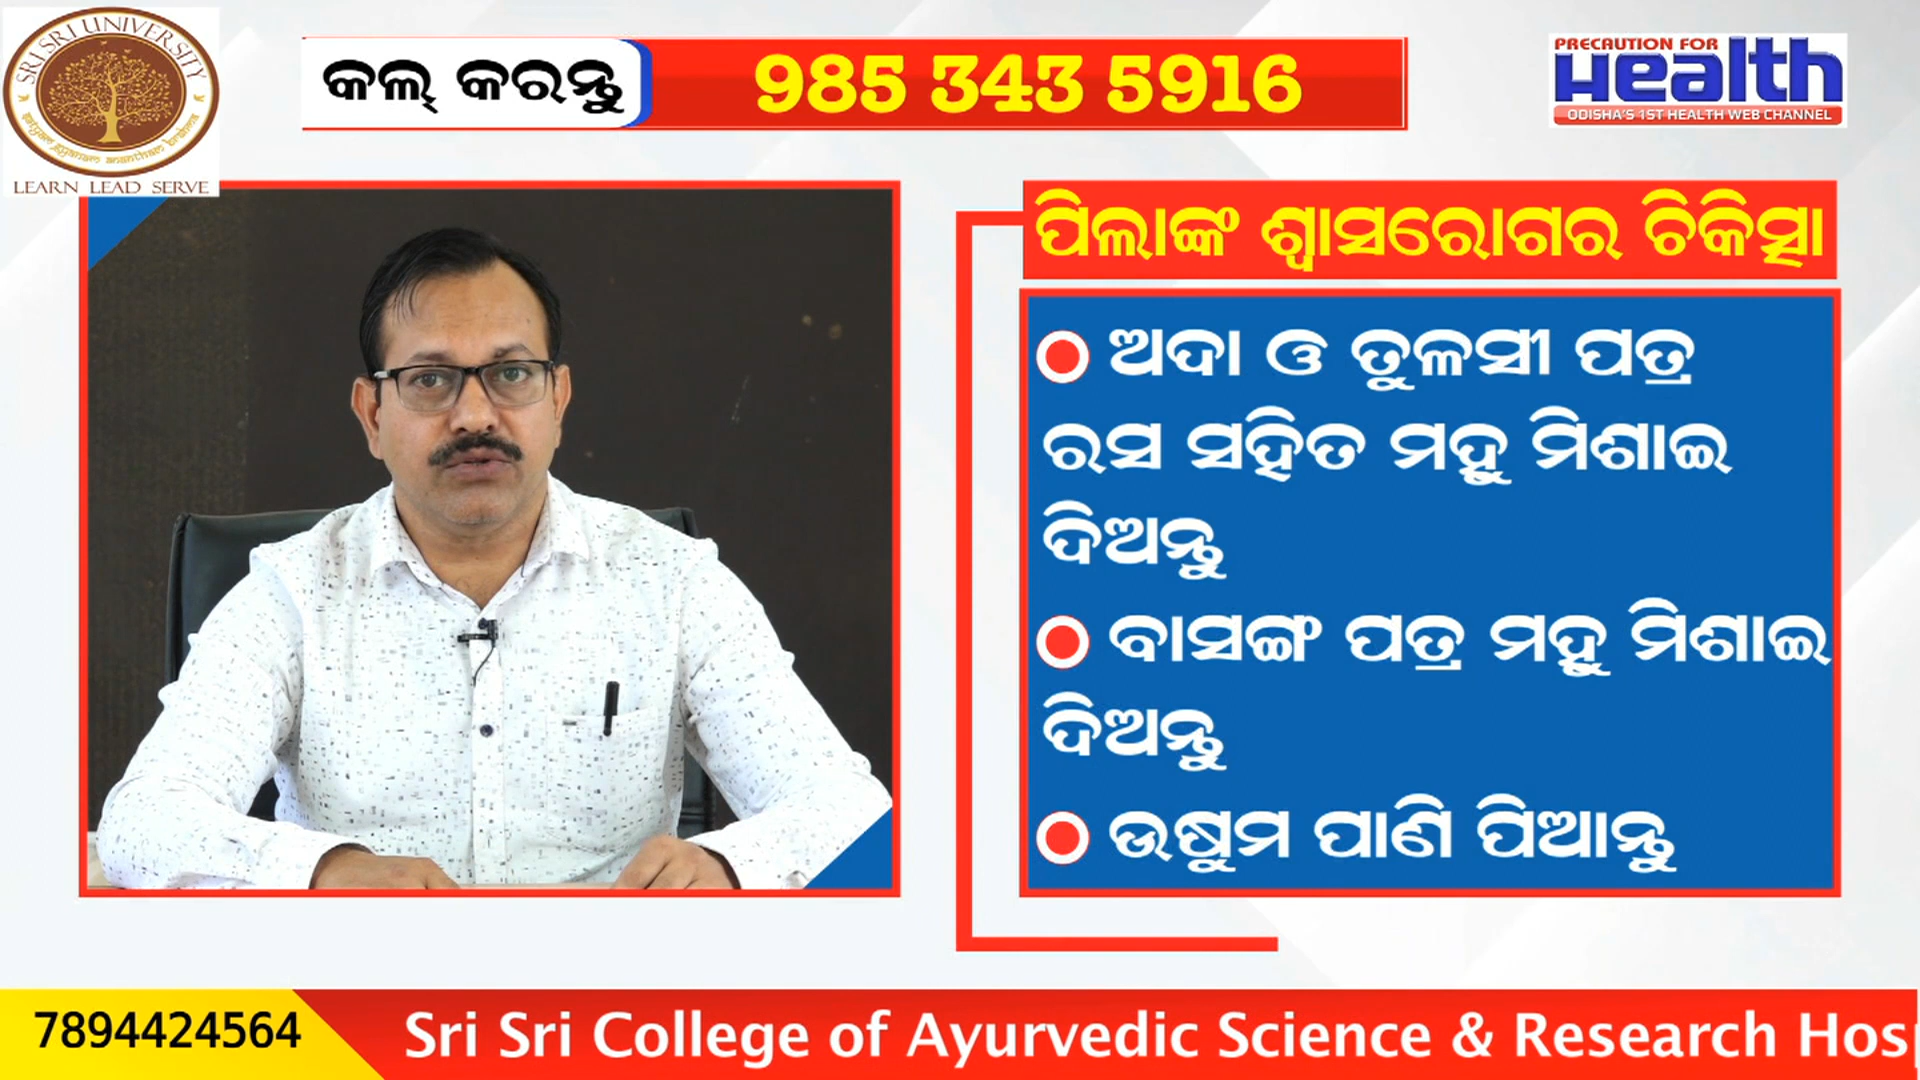 SRI SRI UNIVERSITY
LEARN LEAD SERVE
କଲ୍ କରନ୍ତୁ
985 343 5916
PRECAUTION FOR
Health
ODISHA'S 1ST HEALTH WEB CHANNEL
ପିଲାଙ୍କ ଶ୍ୱାସରୋଗର ଚିକିତ୍ସା
ଅଦା ଓ ତୁଳସୀ ପତ୍ର
ରସ ସହିତ ମହୁ ମିଶାଇ
ଦିଅନ୍ତୁ
ବାସଙ୍ଗ ପତ୍ର ମହୁ ମିଶାଇ
ଦିଅନ୍ତୁ
ଉଷୁମ ପାଣି ପିଆନ୍ତୁ
7894424564
Sri Sri College of Ayurvedic Science & Research Hosp